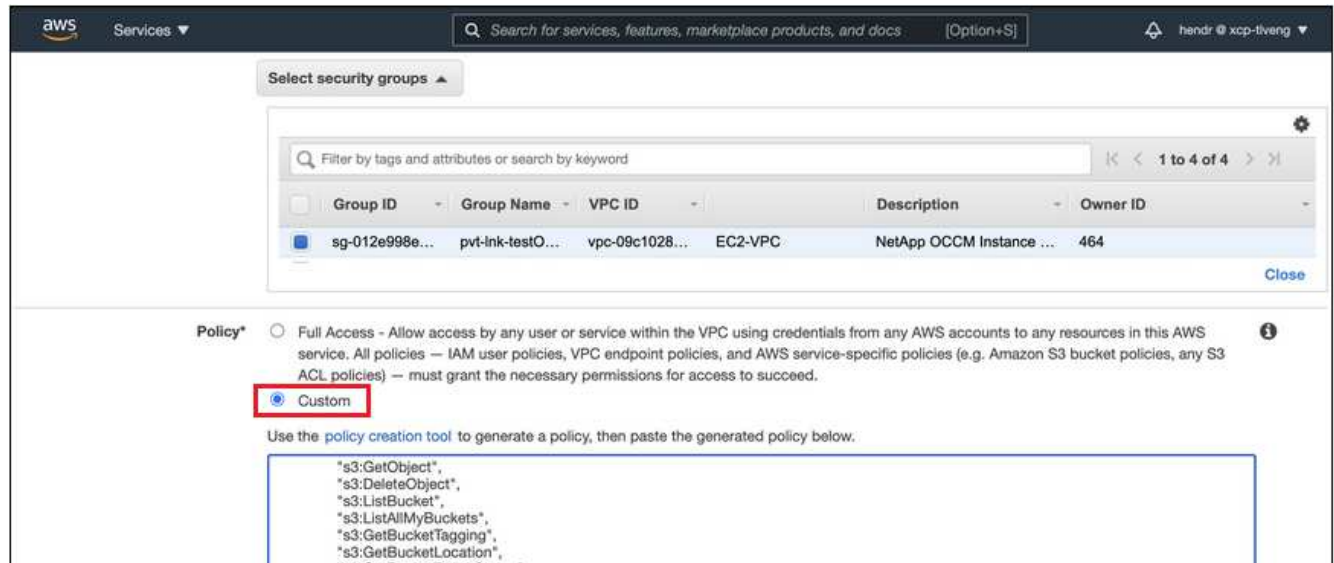 aws Services ▼ Search for services, features, marketplace products, and docs [Option+S] hendr @ xcp-tlveng ▼
Select security groups ▲
Filter by tags and attributes or search by keyword |< < 1 to 4 of 4 > >|
Group ID Group Name VPC ID Description Owner ID
sg-012e998e... pvt-lnk-testO... vpc-09c1028... EC2-VPC NetApp OCCM Instance ... 464
Close
Policy* Full Access - Allow access by any user or service within the VPC using credentials from any AWS accounts to any resources in this AWS
service. All policies — IAM user policies, VPC endpoint policies, and AWS service-specific policies (e.g. Amazon S3 bucket policies, any S3
ACL policies) — must grant the necessary permissions for access to succeed.
Custom
Use the policy creation tool to generate a policy, then paste the generated policy below.
"s3:GetObject",
"s3:DeleteObject",
"s3:ListBucket",
"s3:ListAllMyBuckets",
"s3:GetBucketTagging",
"s3:GetBucketLocation",